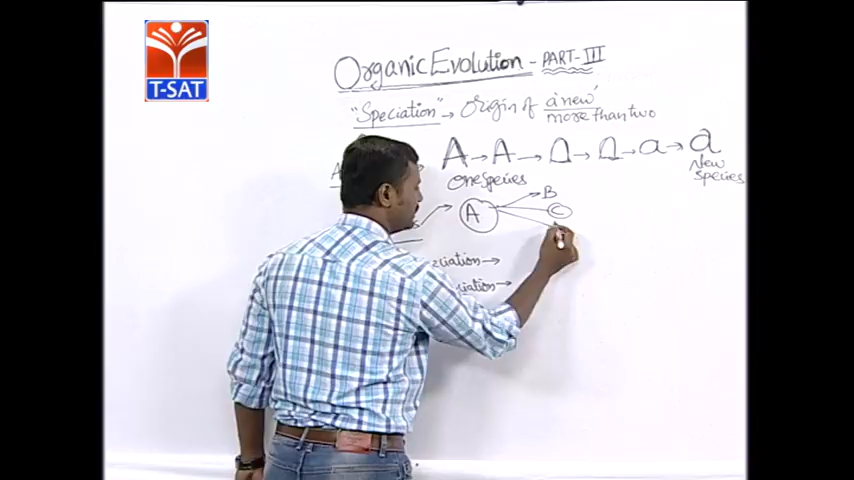 T-SAT
Organic Evolution - PART-III
"Speciation" → Origin of a 'new'
more than two
A → A → → → a → a
One Species
New
Species
A
B
C
ciation →
iation →